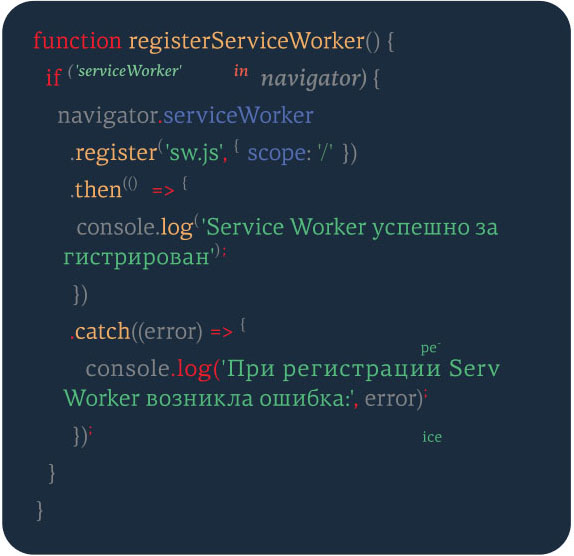 function registerServiceWorker() {
if ('serviceWorker' in navigator) {
navigator.serviceWorker
.register('sw.js', { scope: '/' })
.then(() => {
console.log('Service Worker успешно за
гистрирован');
})
.catch((error) => {
ре-
console.log('При регистрации Serv
Worker возникла ошибка:', error);
});
ice
}
}